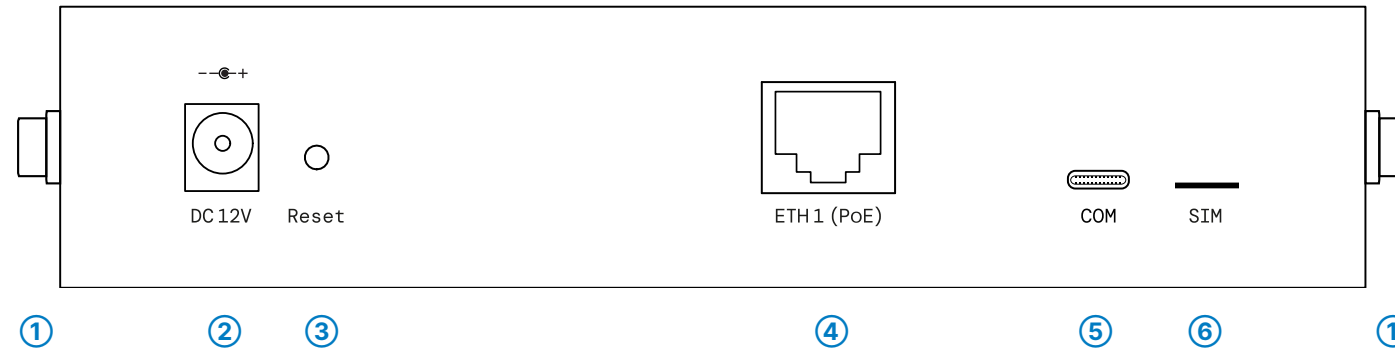 DC 12V Reset ETH 1 (PoE) COM SIM
① ② ③ ④ ⑤ ⑥ ①